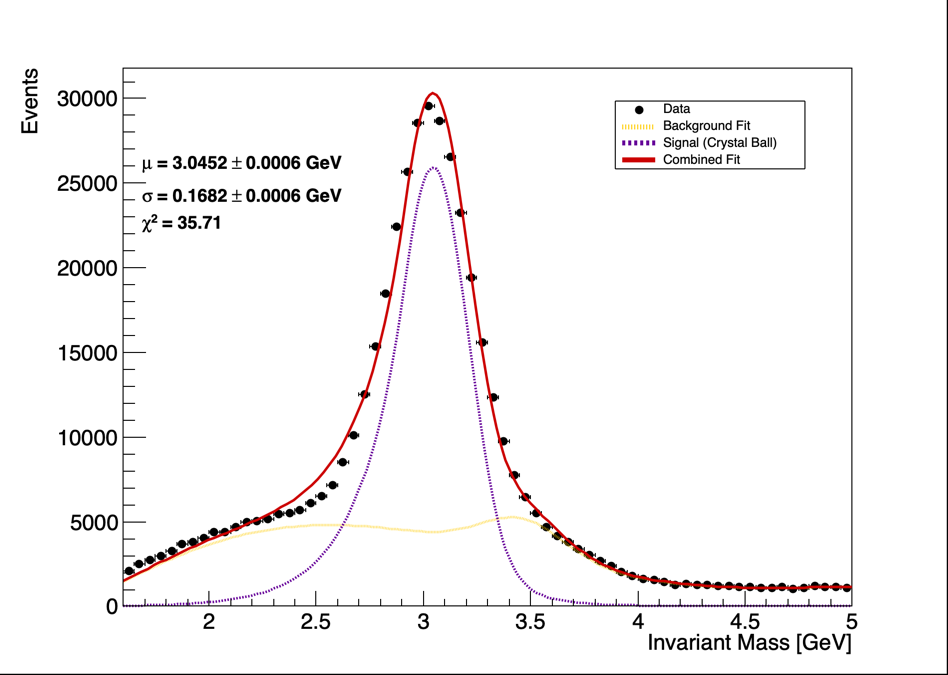 Events
30000
25000
20000
15000
10000
5000
0
μ = 3.0452 ± 0.0006 GeV
σ = 0.1682 ± 0.0006 GeV
χ² = 35.71
Data
Background Fit
Signal (Crystal Ball)
Combined Fit
2 2.5 3 3.5 4 4.5 5
Invariant Mass [GeV]